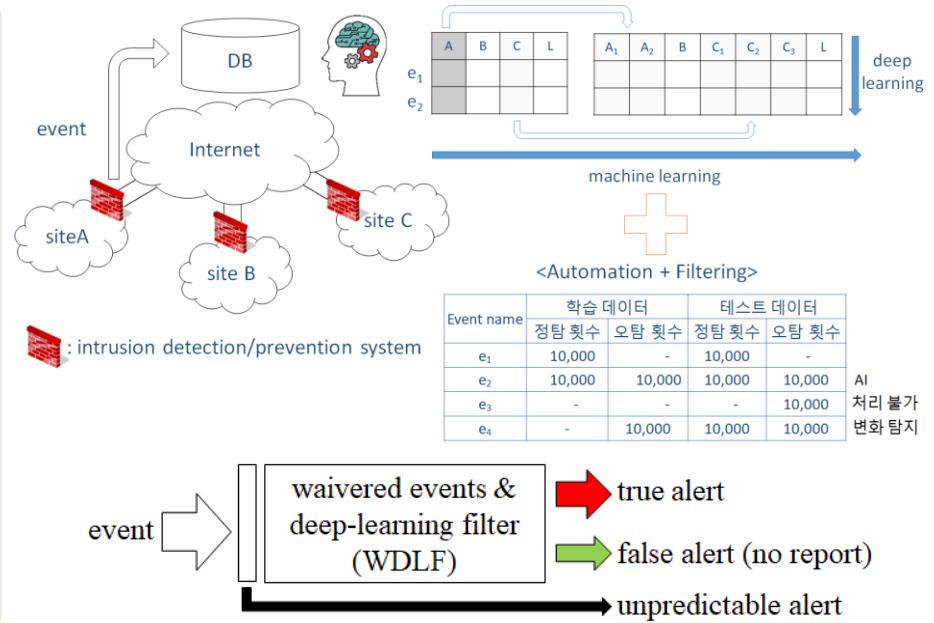 DB
event
Internet
siteA
site B
site C
: intrusion detection/prevention system
A B C L
e1
e2
A1 A2 B C1 C2 C3 L
deep
learning
machine learning
<Automation + Filtering>
Event name 학습 데이터 테스트 데이터
정탐 횟수 오탐 횟수 정탐 횟수 오탐 횟수
e1 10,000 - 10,000 -
e2 10,000 10,000 10,000 10,000 AI
e3 - - - 10,000 처리 불가
e4 - 10,000 10,000 10,000 변화 탐지
event
waivered events &
deep-learning filter
(WDLF)
true alert
false alert (no report)
unpredictable alert